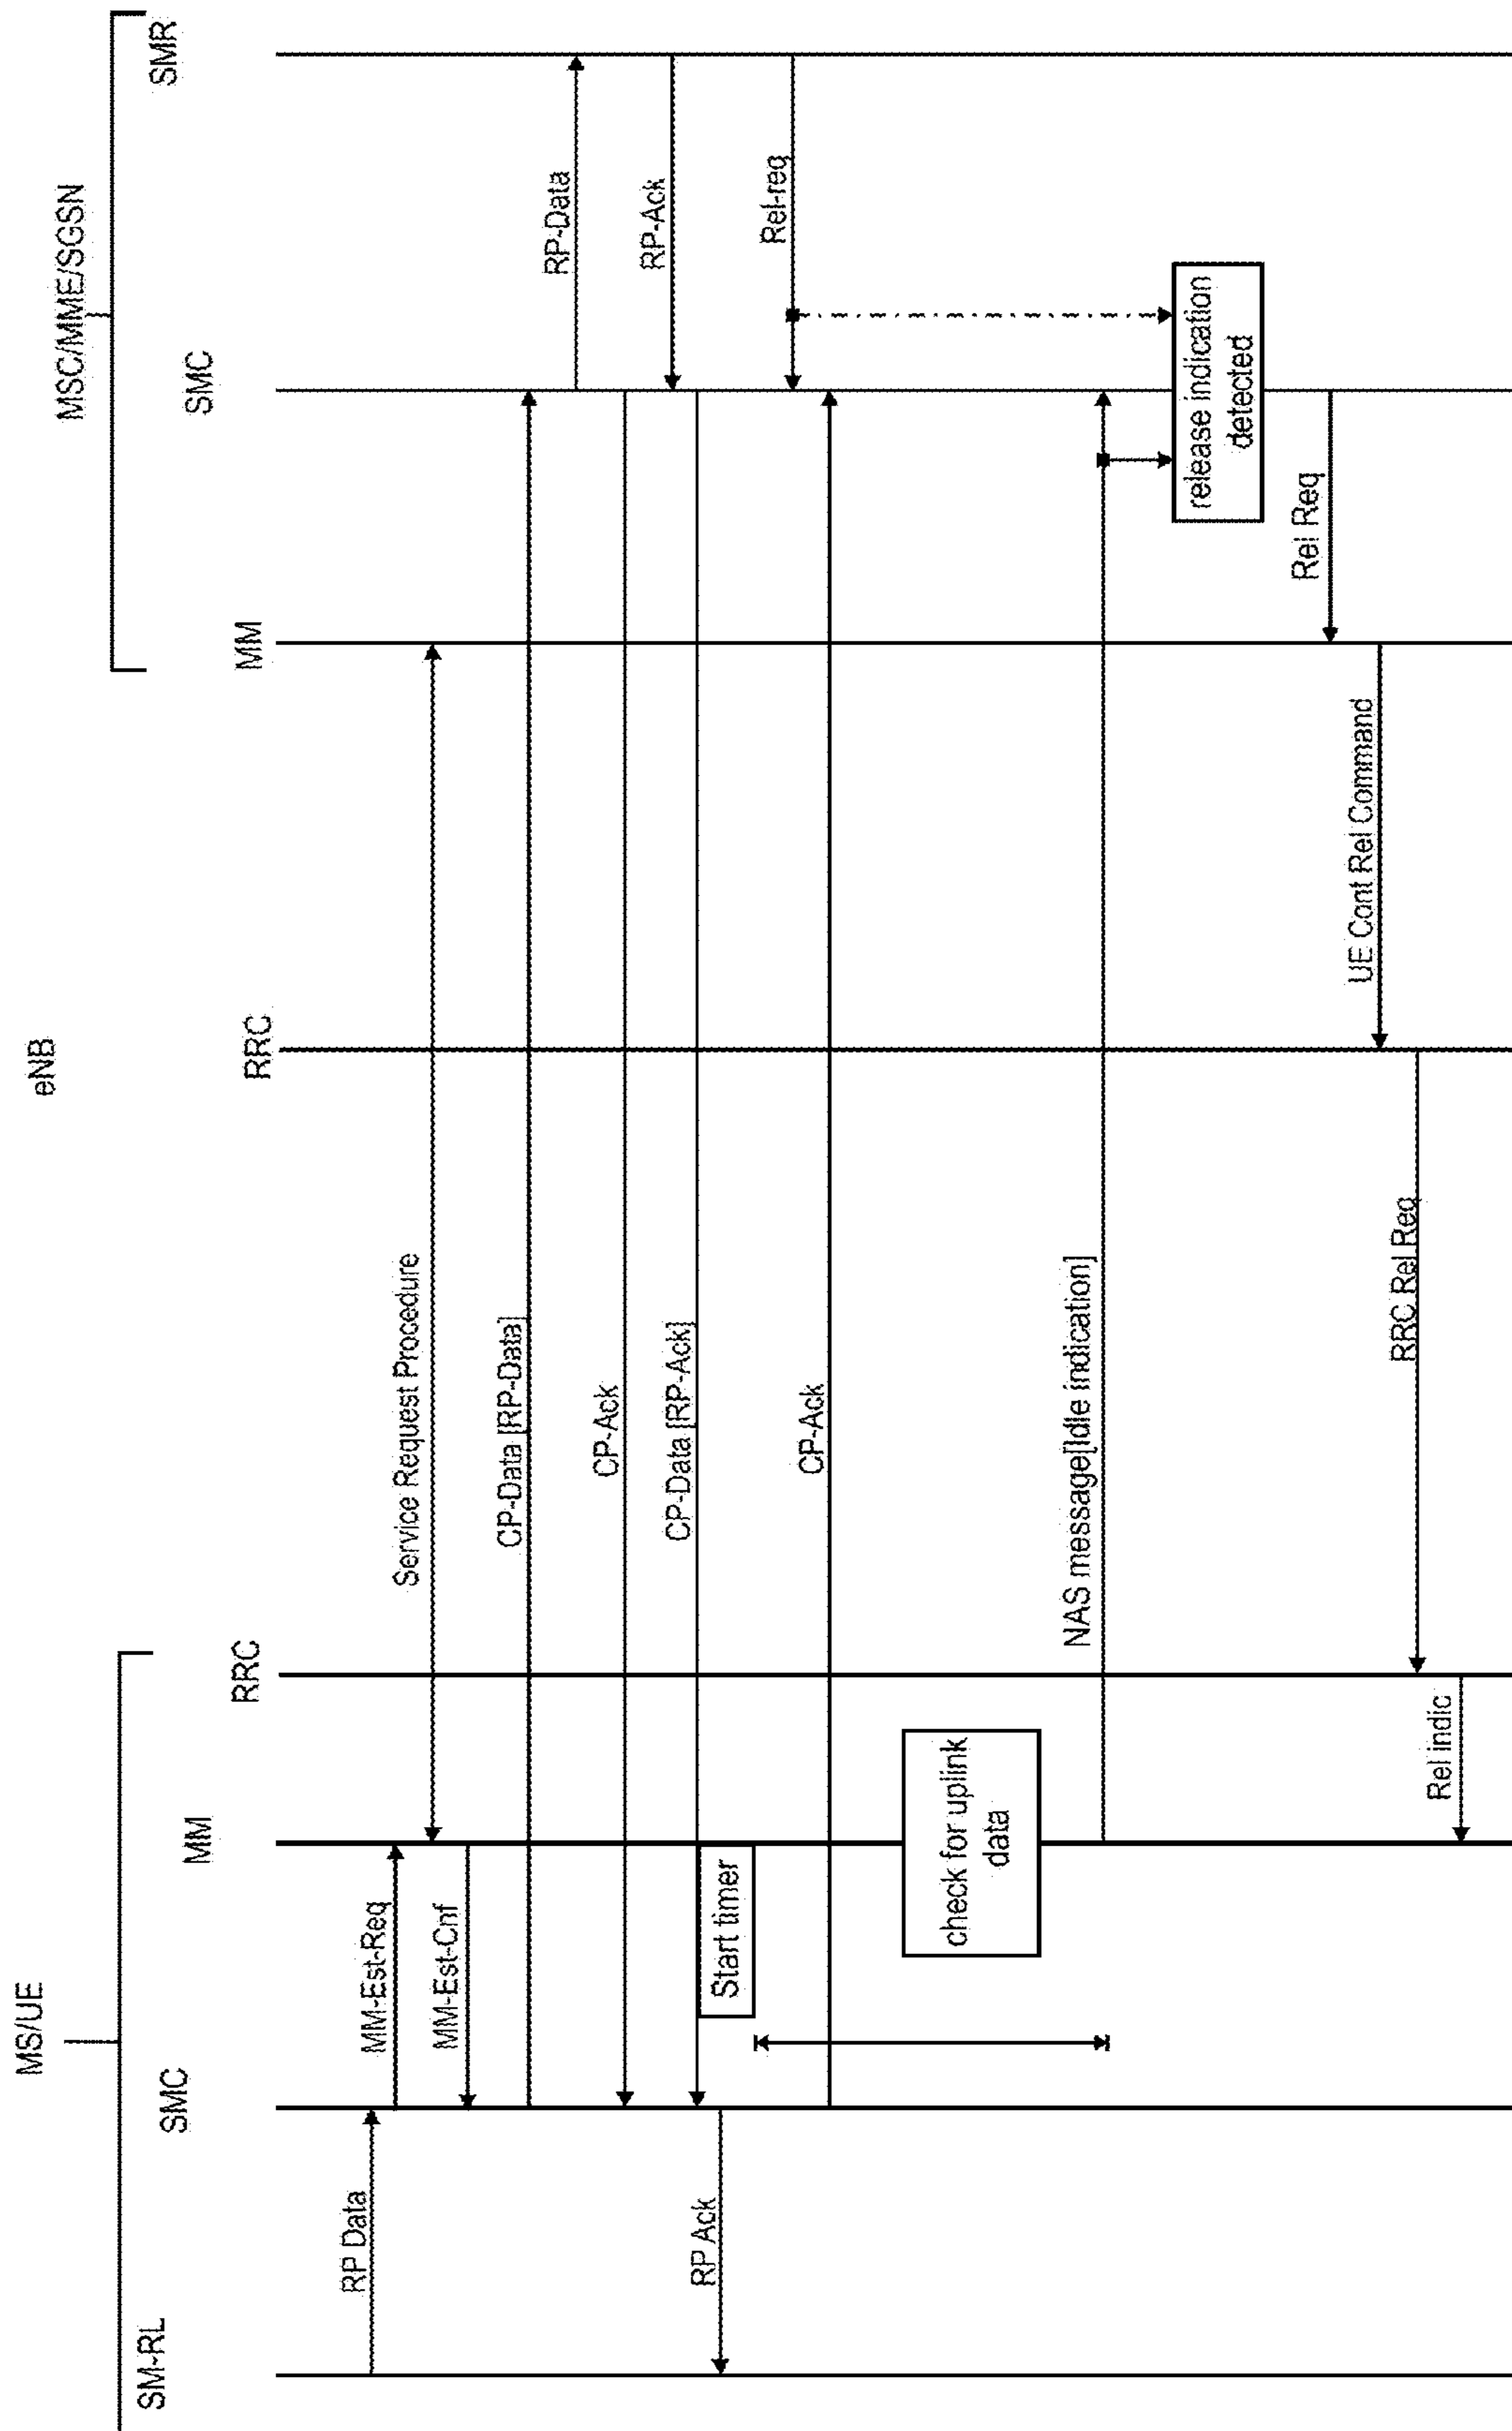 MS/UE
eNB
MSC/MME/SGSN
SM-RL
SMC
MM
RRC
RRC
MM
SMC
SMR
RP Data
MM-Est-Req
Service Request Procedure
MM-Est-Cnf
CP-Data [RP-Data]
RP-Data
CP-Ack
RP-Ack
CP-Data [RP-Ack]
RP Ack
Start timer
Rel-req
CP-Ack
check for uplink
data
NAS message[Idle indication]
release indication
detected
Rel Req
UE Cont Rel Command
RRC Rel Req
Rel indic